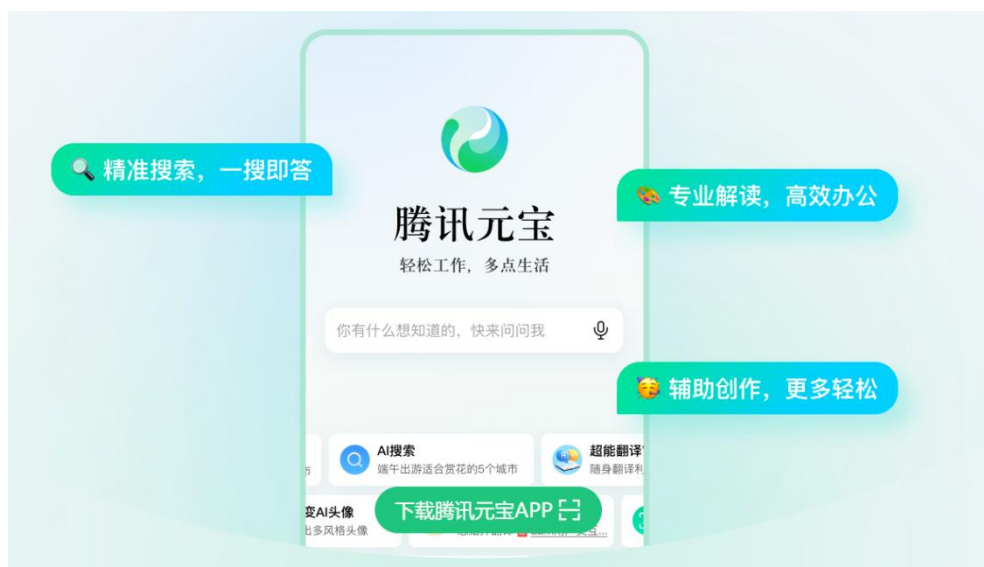 精准搜索，一搜即答
专业解读，高效办公
腾讯元宝
轻松工作，多点生活
你有什么想知道的，快来问问我
辅助创作，更多轻松
AI搜索
端午出游适合赏花的5个城市
超能翻译
随身翻译利
变AI头像
出多风格头像
下载腾讯元宝APP